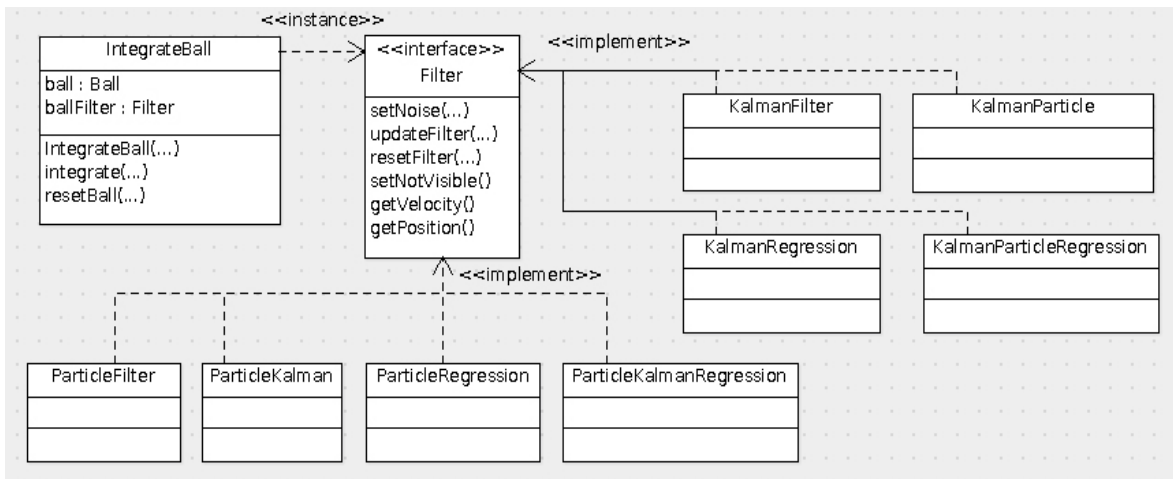 <<instance>>
IntegrateBall
ball : Ball
ballFilter : Filter
IntegrateBall(...)
integrate(...)
resetBall(...)
<<interface>>
Filter
setNoise(...)
updateFilter(...)
resetFilter(...)
setNotVisible()
getVelocity()
getPosition()
<<implement>>
KalmanFilter
KalmanParticle
KalmanRegression
KalmanParticleRegression
<<implement>>
ParticleFilter
ParticleKalman
ParticleRegression
ParticleKalmanRegression